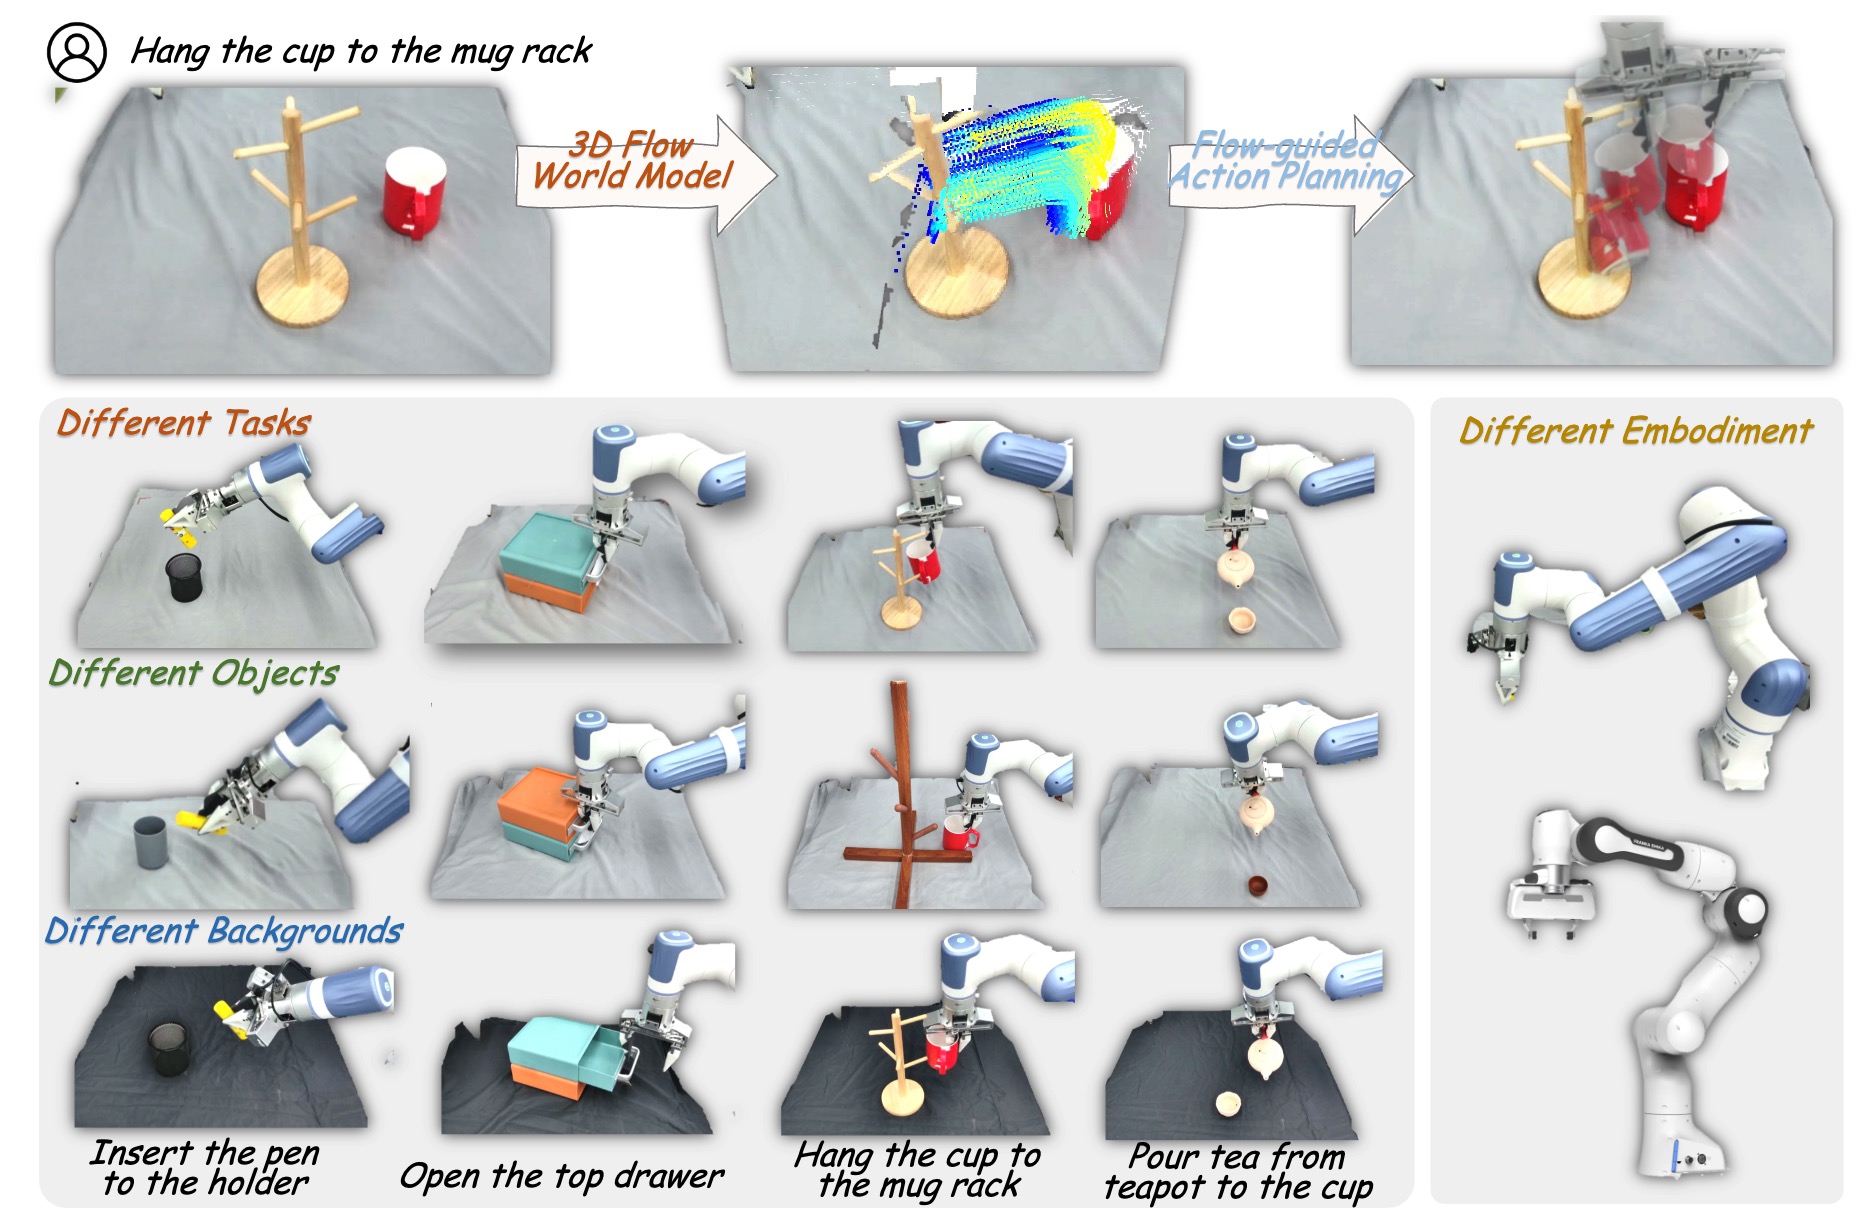 Hang the cup to the mug rack
3D Flow
World Model
Flow-guided
Action Planning
Different Tasks
Different Embodiment
Different Objects
Different Backgrounds
Insert the pen
to the holder
Open the top drawer
Hang the cup to
the mug rack
Pour tea from
teapot to the cup
FRANKA EMIKA